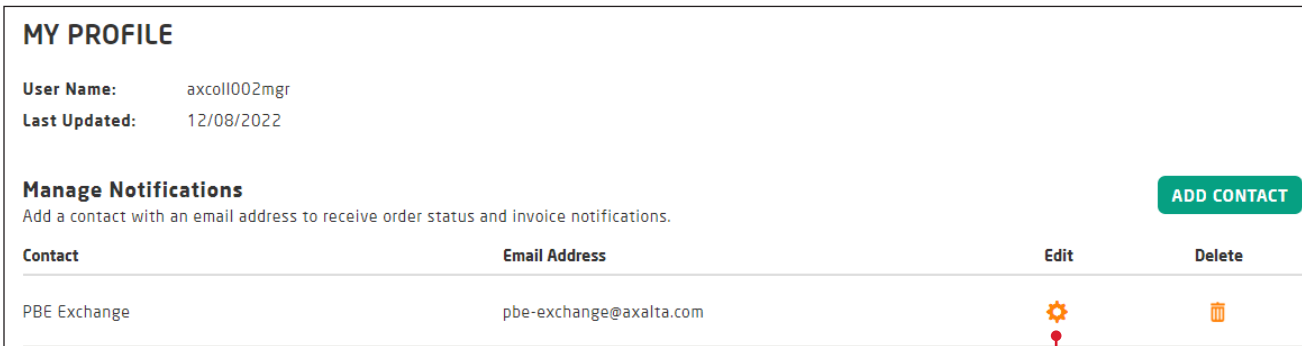 MY PROFILE
User Name: axcoll002mgr
Last Updated: 12/08/2022
Manage Notifications
ADD CONTACT
Add a contact with an email address to receive order status and invoice notifications.
Contact Email Address Edit Delete
PBE Exchange pbe-exchange@axalta.com